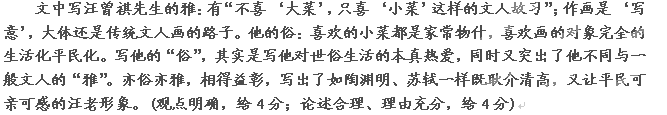 文中写汪曾祺先生的雅：有“不喜‘大菜’，只喜‘小菜’这样的文人故习”；作画是‘写
意’，大体还是传统文人画的路子。他的俗：喜欢的小菜都是家常物什，喜欢画的对象完全的
生活化平民化。写他的“俗”，其实是写他对世俗生活的本真热爱，同时又突出了他不同与一
般文人的“雅”。亦俗亦雅，相得益彰，写出了如陶渊明、苏轼一样既耿介清高，又让平民可
亲可感的汪老形象。(观点明确，给4分；论述合理、理由充分，给4分)